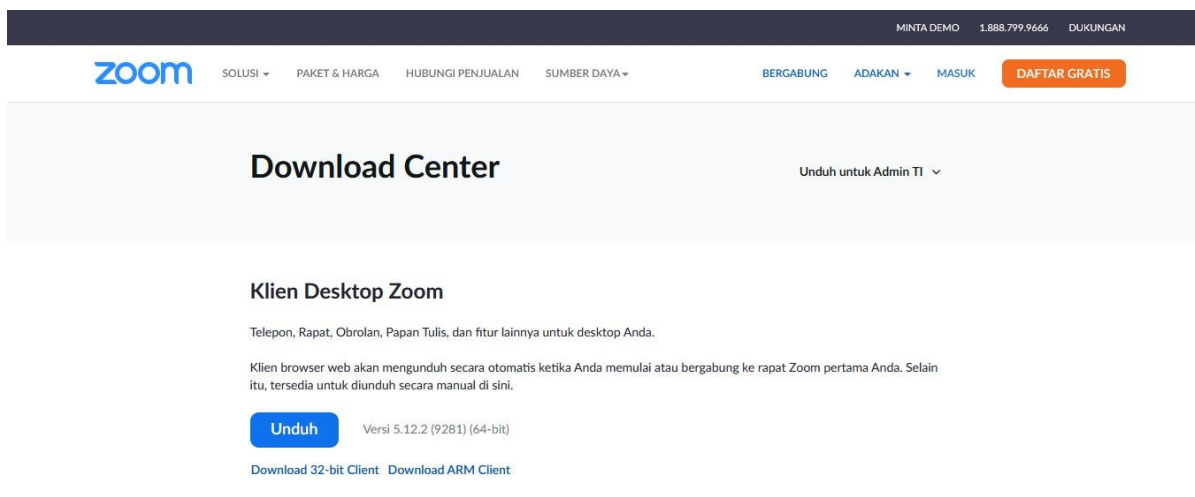 MINTA DEMO 1.888.799.9666 DUKUNGAN
zoom SOLUSI PAKET & HARGA HUBUNGI PENJUALAN SUMBER DAYA BERGABUNG ADAKAN MASUK DAFTAR GRATIS
Download Center
Unduh untuk Admin TI
Klien Desktop Zoom
Telepon, Rapat, Obrolan, Papan Tulis, dan fitur lainnya untuk desktop Anda.
Klien browser web akan mengunduh secara otomatis ketika Anda memulai atau bergabung ke rapat Zoom pertama Anda. Selain
itu, tersedia untuk diunduh secara manual di sini.
Unduh Versi 5.12.2 (9281) (64-bit)
Download 32-bit Client Download ARM Client